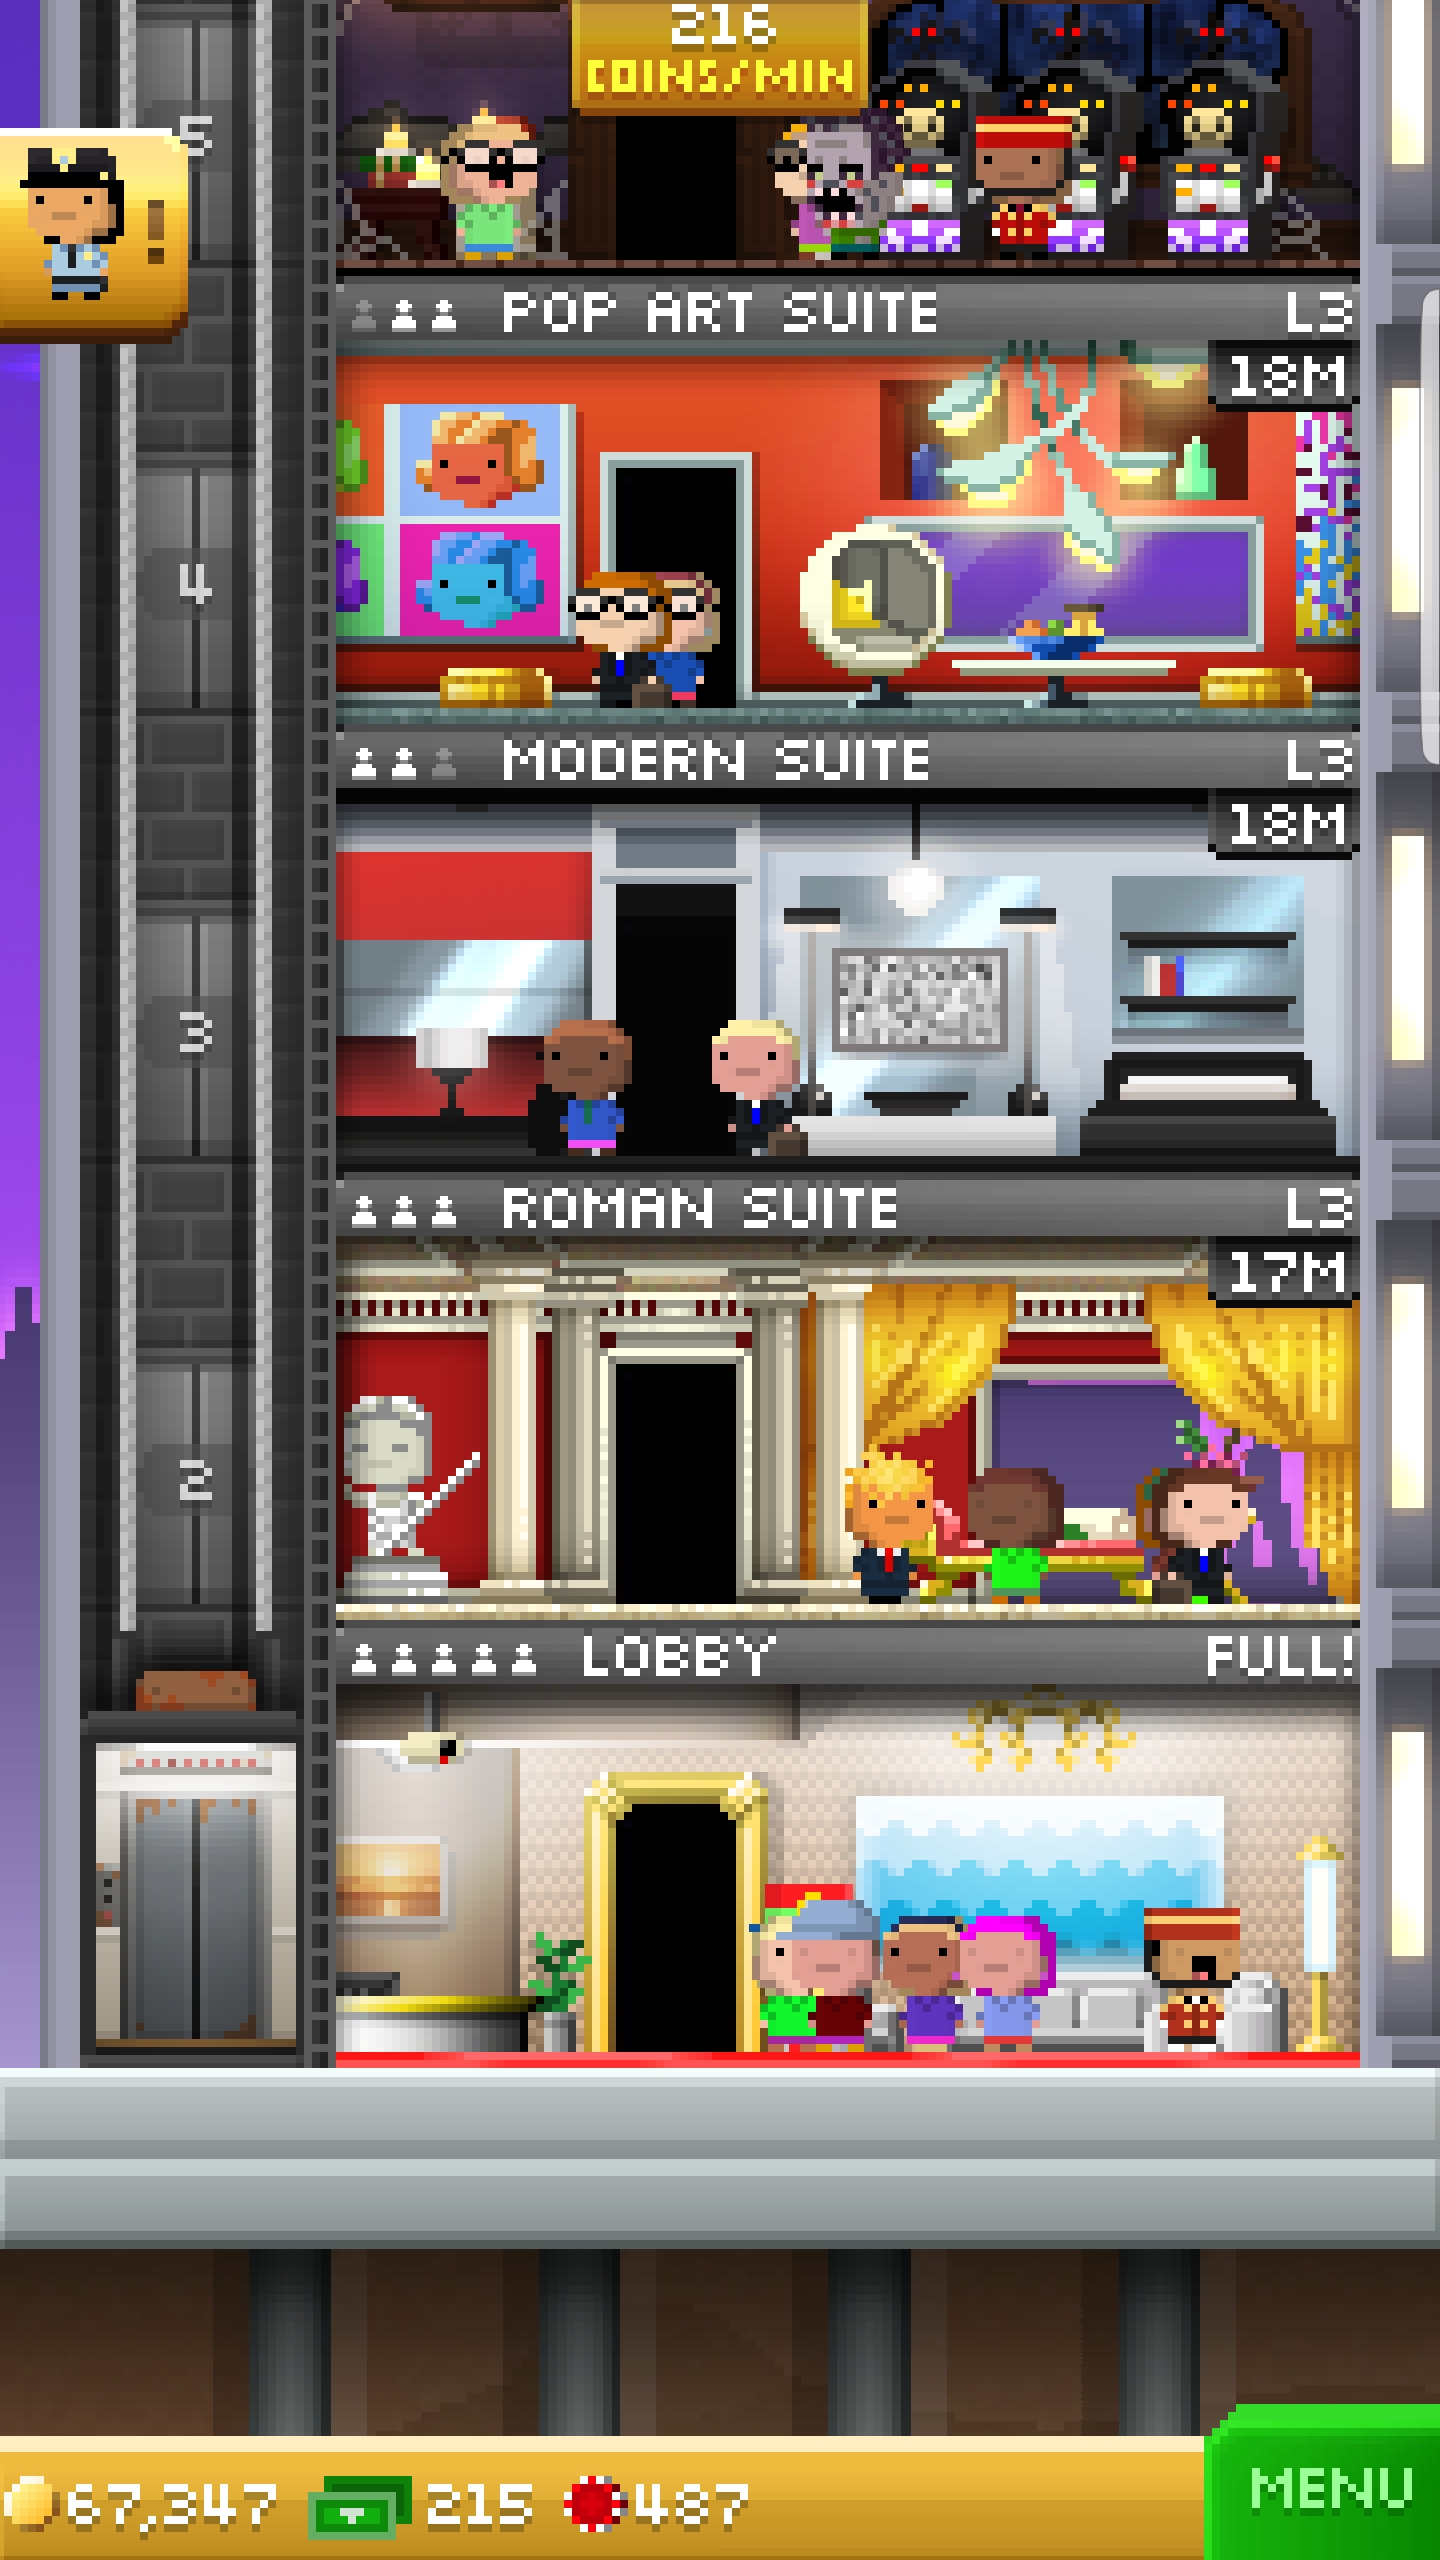 216
COINS/MIN
5
!
POP ART SUITE L3
18M
4
MODERN SUITE L3
18M
3
ROMAN SUITE L3
17M
2
LOBBY FULL!
67,347 215 487
MENU